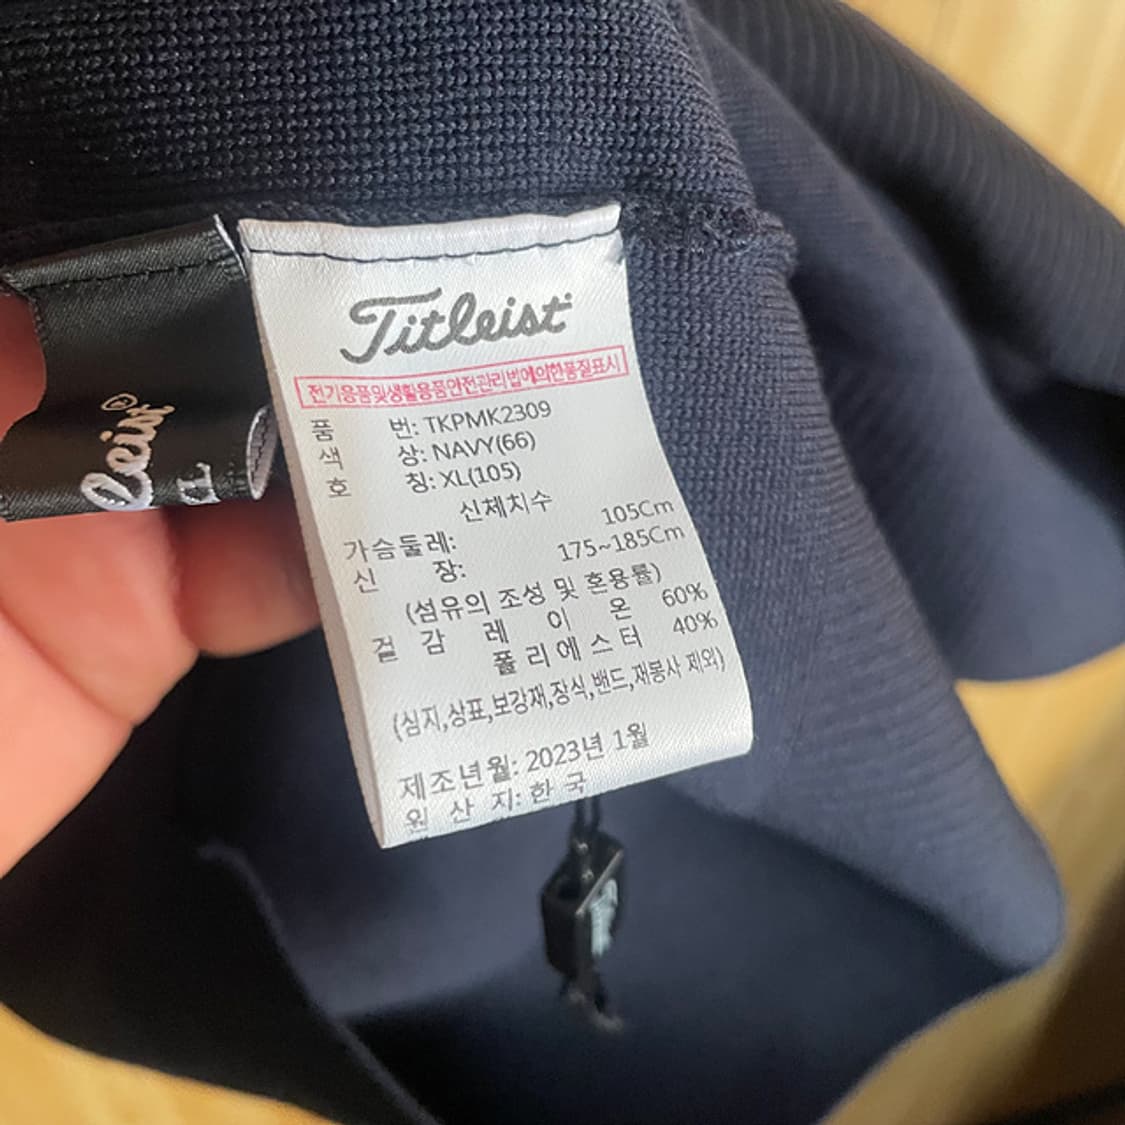 Titleist
전기용품및생활용품안전관리법에의한품질표시
품 번: TKPMK2309
색 상: NAVY(66)
호 칭: XL(105)
신체치수
가슴둘레: 105Cm
신 장: 175~185Cm
(섬유의 조성 및 혼용률)
겉 감 레 이 온 60%
폴 리 에 스 터 40%
(심지,상표,보강재,장식,밴드,재봉사 제외)
제조년월: 2023년 1월
원 산 지: 한 국
leist®